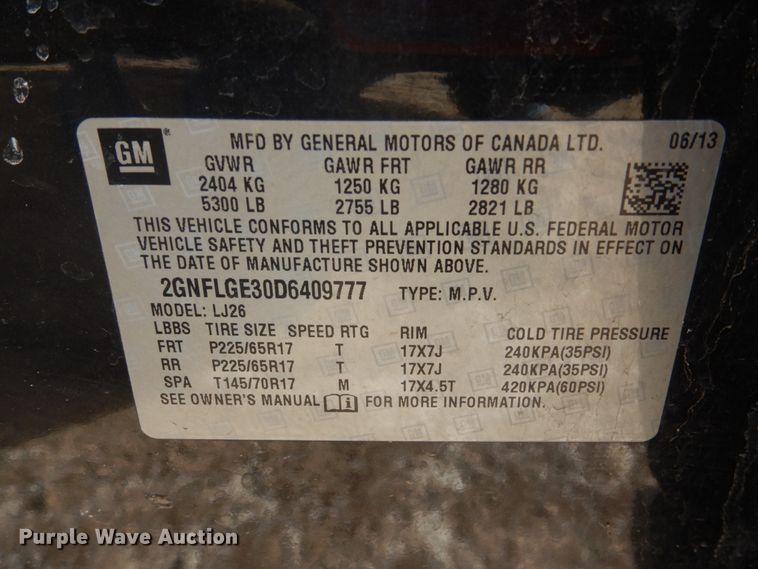 GM
MFD BY GENERAL MOTORS OF CANADA LTD. 06/13
GVWR GAWR FRT GAWR RR
2404 KG 1250 KG 1280 KG
5300 LB 2755 LB 2821 LB
THIS VEHICLE CONFORMS TO ALL APPLICABLE U.S. FEDERAL MOTOR
VEHICLE SAFETY AND THEFT PREVENTION STANDARDS IN EFFECT ON
THE DATE OF MANUFACTURE SHOWN ABOVE.
2GNFLGE30D6409777 TYPE: M.P.V.
MODEL: LJ26
LBBS TIRE SIZE SPEED RTG RIM COLD TIRE PRESSURE
FRT P225/65R17 T 17X7J 240KPA(35PSI)
RR P225/65R17 T 17X7J 240KPA(35PSI)
SPA T145/70R17 M 17X4.5T 420KPA(60PSI)
SEE OWNER'S MANUAL FOR MORE INFORMATION.
Purple Wave Auction